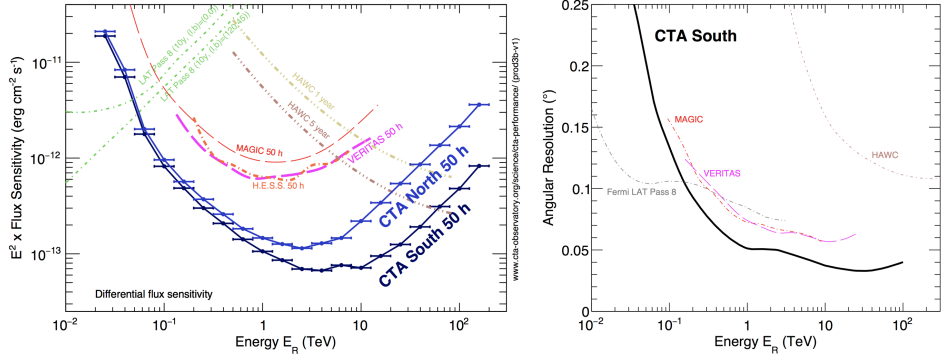 E² x Flux Sensitivity (erg cm⁻² s⁻¹)
10⁻¹¹
10⁻¹²
10⁻¹³
LAT Pass 8 (10y, (l,b)=(0,0))
LAT Pass 8 (10y, (l,b)=(120,45))
HAWC 1 year
HAWC 5 year
MAGIC 50 h
VERITAS 50 h
H.E.S.S. 50 h
CTA North 50 h
CTA South 50 h
Differential flux sensitivity
10⁻² 10⁻¹ 1 10 10²
Energy E_R (TeV)
www.cta-observatory.org/science/cta-performance/ (prod3b-v1)
Angular Resolution (°)
0.25
0.2
0.15
0.1
0.05
0
CTA South
MAGIC
VERITAS
HAWC
Fermi LAT Pass 8
10⁻² 10⁻¹ 1 10 10²
Energy E_R (TeV)